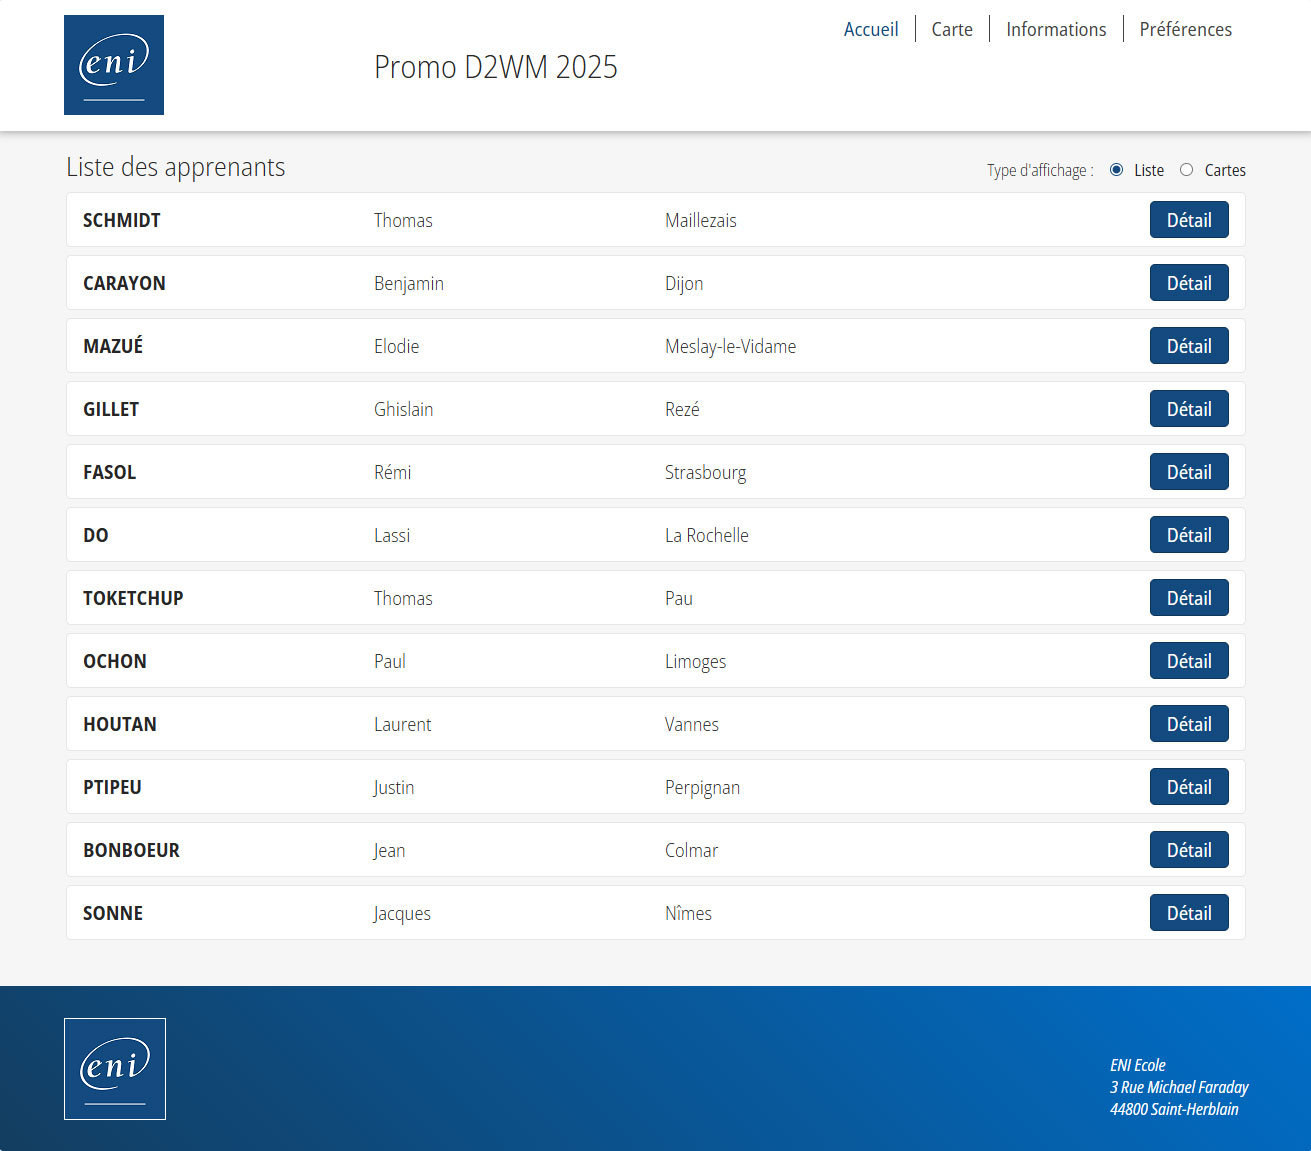 eni
Accueil Carte Informations Préférences
Promo D2WM 2025
Liste des apprenants
Type d'affichage : Liste Cartes
SCHMIDT Thomas Maillezais Détail
CARAYON Benjamin Dijon Détail
MAZUÉ Elodie Meslay-le-Vidame Détail
GILLET Ghislain Rezé Détail
FASOL Rémi Strasbourg Détail
DO Lassi La Rochelle Détail
TOKETCHUP Thomas Pau Détail
OCHON Paul Limoges Détail
HOUTAN Laurent Vannes Détail
PTIPEU Justin Perpignan Détail
BONBOEUR Jean Colmar Détail
SONNE Jacques Nîmes Détail
eni
ENI Ecole
3 Rue Michael Faraday
44800 Saint-Herblain